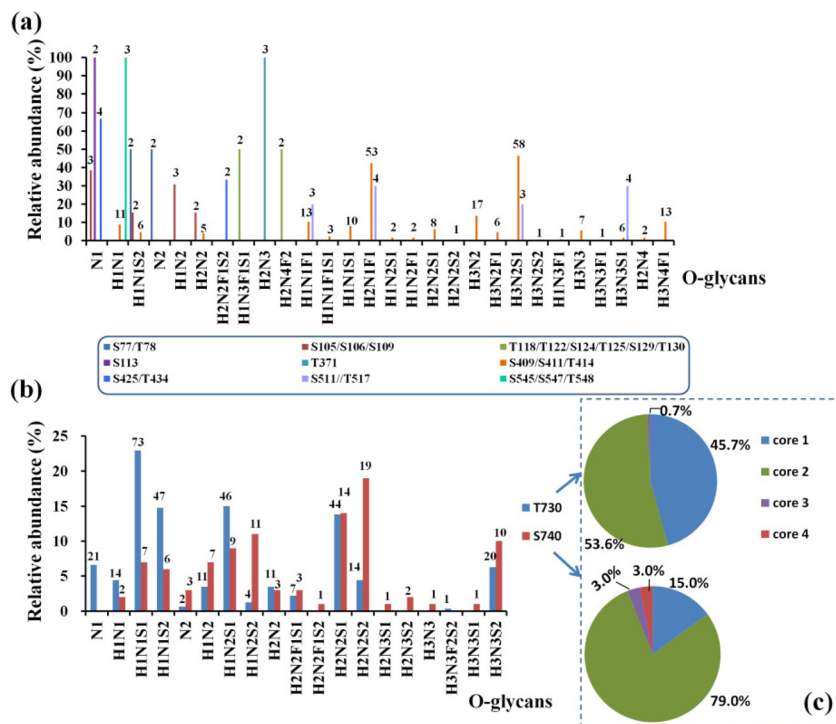 (a)
Relative abundance (%)
100
90
80
70
60
50
40
30
20
10
0
3
2
4
11
3
2
2
6
2
3
2
5
2
2
3
2
13
3
3
10
53
4
2
2
8
1
17
6
58
3
1
1
7
1
6
4
2
13
N1
H1N1
H1N1S2
N2
H1N2
H2N2
H2N2F1S2
H1N3F1S1
H2N3
H2N4F2
H1N1F1
H1N1F1S1
H1N1S1
H2N1F1
H1N2S1
H1N2F1
H2N2S1
H2N2S2
H3N2
H3N2F1
H3N2S1
H3N2S2
H1N3F1
H3N3
H3N3F1
H3N3S1
H2N4
H3N4F1
O-glycans
S77/T78
S105/S106/S109
T118/T122/S124/T125/S129/T130
S113
T371
S409/S411/T414
S425/T434
S511//T517
S545/S547/T548
(b)
Relative abundance (%)
25
20
15
10
5
0
21
14
2
73
7
47
6
2
3
11
7
46
9
4
11
11
3
7
3
1
44
14
14
19
1
2
1
1
1
20
10
N1
H1N1
H1N1S1
H1N1S2
N2
H1N2
H1N2S1
H1N2S2
H2N2
H2N2F1S1
H2N2F1S2
H2N2S1
H2N2S2
H2N3S1
H2N3S2
H3N3
H3N3F2S2
H3N3S1
H3N3S2
O-glycans
T730
S740
0.7%
45.7%
53.6%
core 1
core 2
core 3
core 4
3.0%
3.0%
15.0%
79.0%
(c)